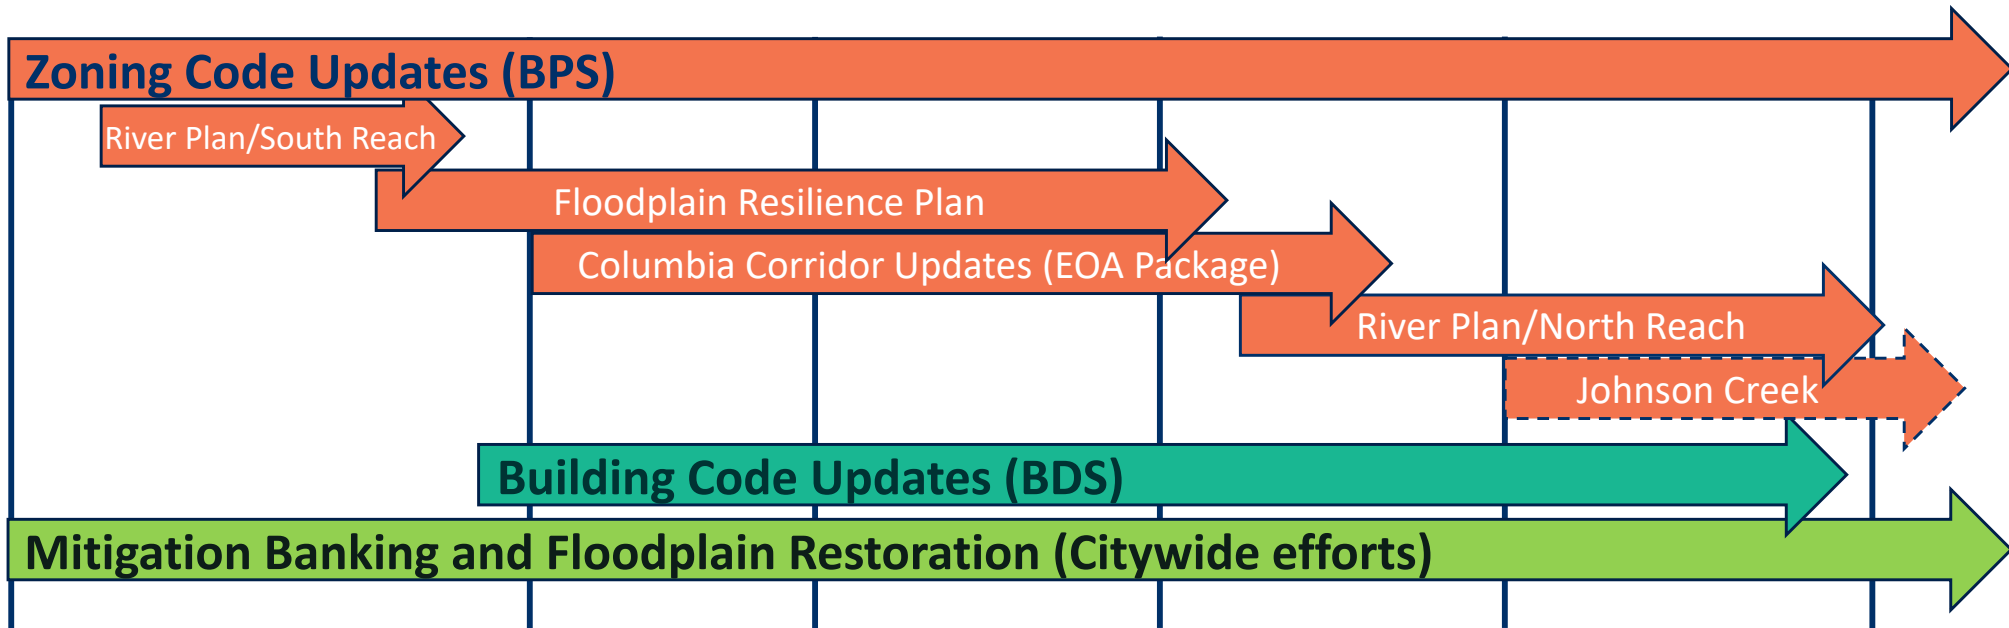 Zoning Code Updates (BPS)
River Plan/South Reach
Floodplain Resilience Plan
Columbia Corridor Updates (EOA Package)
River Plan/North Reach
Johnson Creek
Building Code Updates (BDS)
Mitigation Banking and Floodplain Restoration (Citywide efforts)